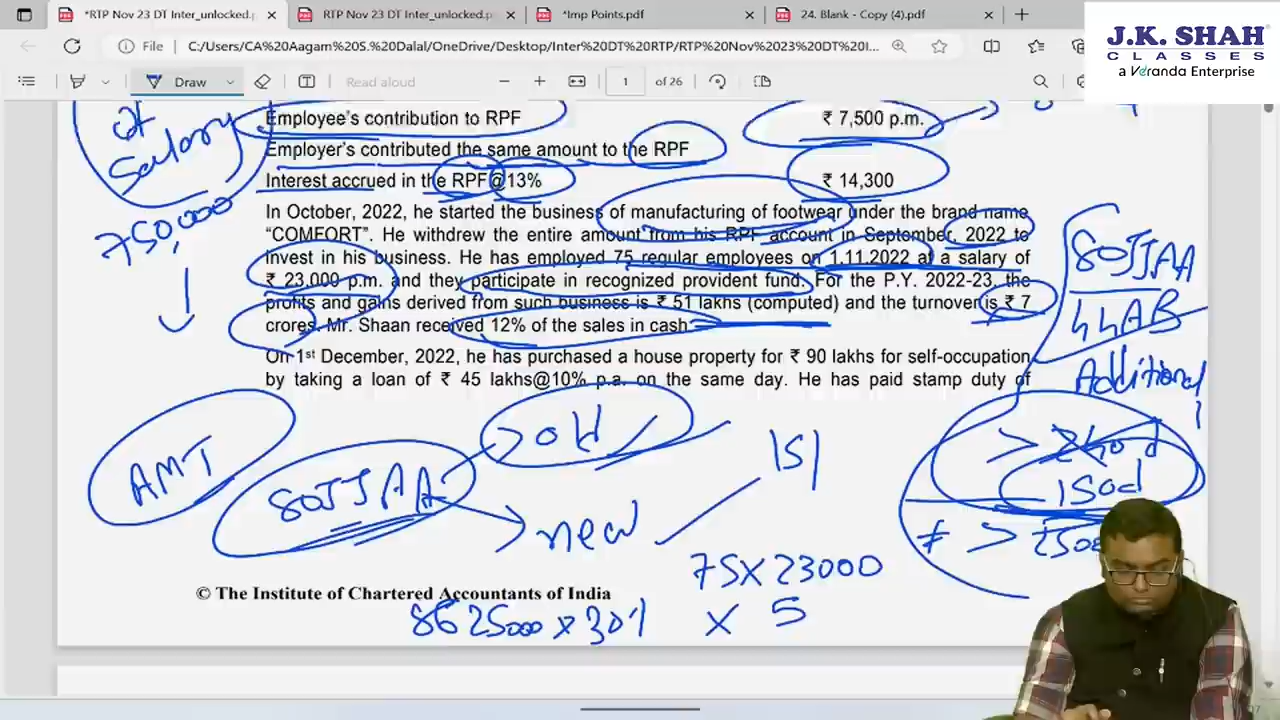 *RTP Nov 23 DT Inter_unlocked.p
RTP Nov 23 DT Inter_unlocked.pdf
*Imp Points.pdf
24. Blank - Copy (4).pdf
J.K. SHAH
CLASSES
a Veranda Enterprise
File
C:/Users/CA%20Aagam%20S.%20Dalal/OneDrive/Desktop/Inter%20DT%20RTP/RTP%20Nov%202023%20DT%20I...
Draw
Read aloud
1
of 26
of
Salary
750,000
Employee's contribution to RPF ₹ 7,500 p.m.
Employer's contributed the same amount to the RPF
Interest accrued in the RPF@13% ₹ 14,300
In October, 2022, he started the business of manufacturing of footwear under the brand name
"COMFORT". He withdrew the entire amount from his RPF account in September, 2022 to
invest in his business. He has employed 75 regular employees on 1.11.2022 at a salary of
₹ 23,000 p.m. and they participate in recognized provident fund. For the P.Y. 2022-23, the
profits and gains derived from such business is ₹ 51 lakhs (computed) and the turnover is ₹ 7
crores. Mr. Shaan received 12% of the sales in cash.
On 1st December, 2022, he has purchased a house property for ₹ 90 lakhs for self-occupation
by taking a loan of ₹ 45 lakhs@10% p.a. on the same day. He has paid stamp duty of
80JJAA
44AB
Additional
> 240d
150d
AMT
80JJAA
old
new
151
75 x 23000
8625000 x 30%
x 5
© The Institute of Chartered Accountants of India